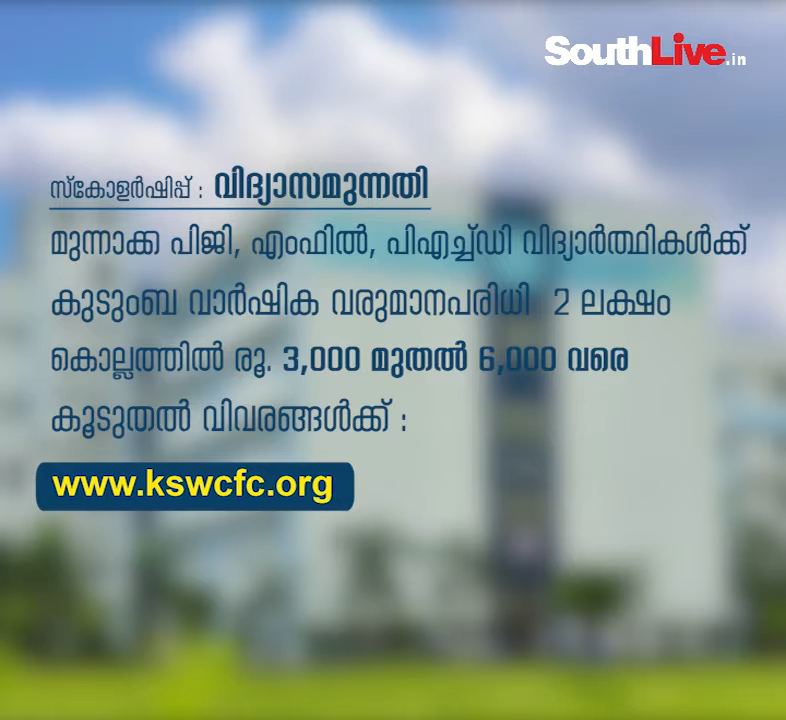 SouthLive.in
സ്കോളർഷിപ്പ് : വിദ്യാസമുന്നതി
മുന്നാക്ക പിജി, എംഫിൽ, പിഎച്ച്ഡി വിദ്യാർത്ഥികൾക്ക്
കുടുംബ വാർഷിക വരുമാനപരിധി 2 ലക്ഷം
കൊല്ലത്തിൽ രൂ. 3,000 മുതൽ 6,000 വരെ
കൂടുതൽ വിവരങ്ങൾക്ക് :
www.kswcfc.org